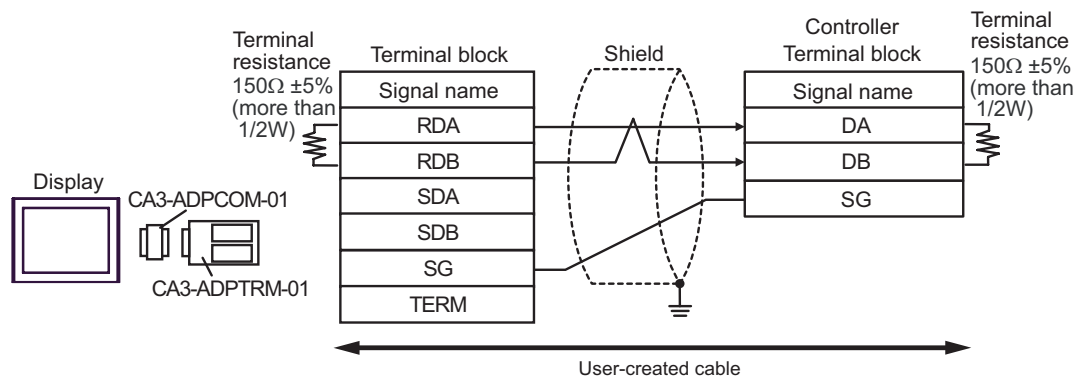 Terminal
resistance
150Ω ±5%
(more than
1/2W)
Terminal block
Signal name
RDA
RDB
SDA
SDB
SG
TERM
Shield
Controller
Terminal block
Signal name
DA
DB
SG
Terminal
resistance
150Ω ±5%
(more than
1/2W)
Display
CA3-ADPCOM-01
CA3-ADPTRM-01
User-created cable